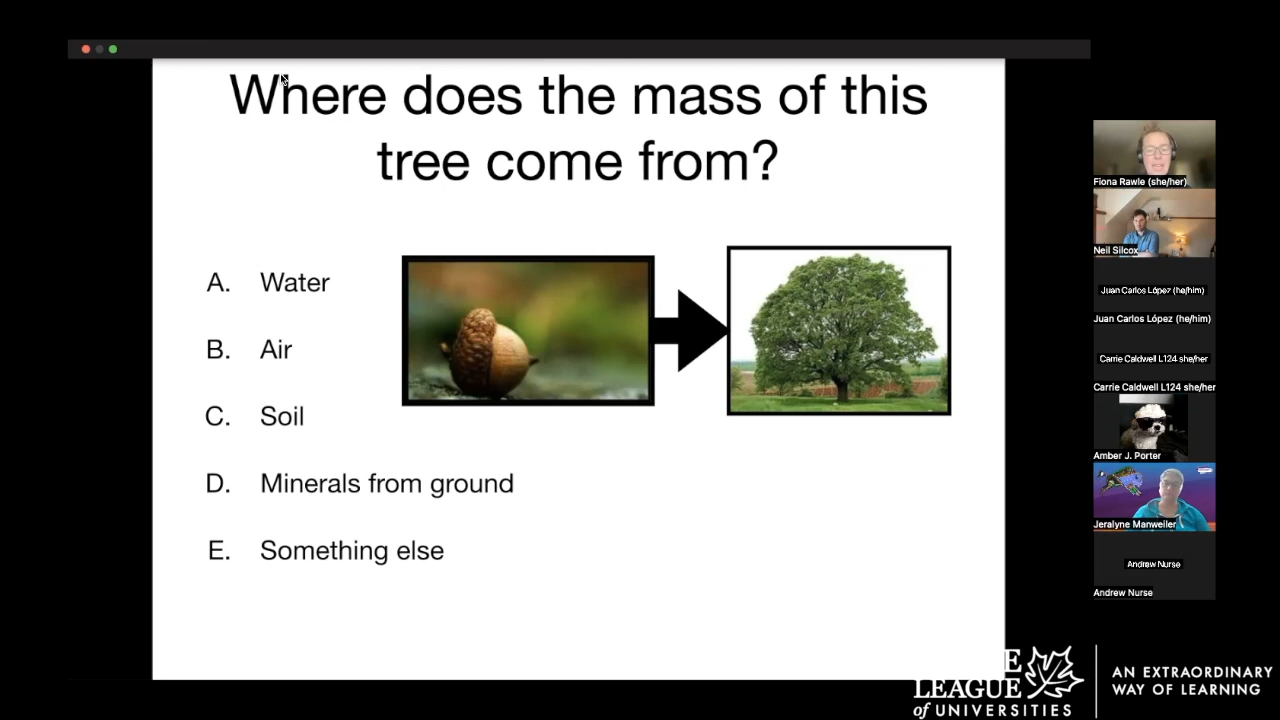 Where does the mass of this
tree come from?
A. Water
B. Air
C. Soil
D. Minerals from ground
E. Something else
Fiona Rawle (she/her)
Neil Silcox
Juan Carlos López (he/him)
Juan Carlos López (he/him)
Carrie Caldwell L124 she/her
Carrie Caldwell L124 she/her
Amber J. Porter
Jeralyne Manweiler
Andrew Nurse
Andrew Nurse
LEAGUE
of UNIVERSITIES
AN EXTRAORDINARY
WAY OF LEARNING